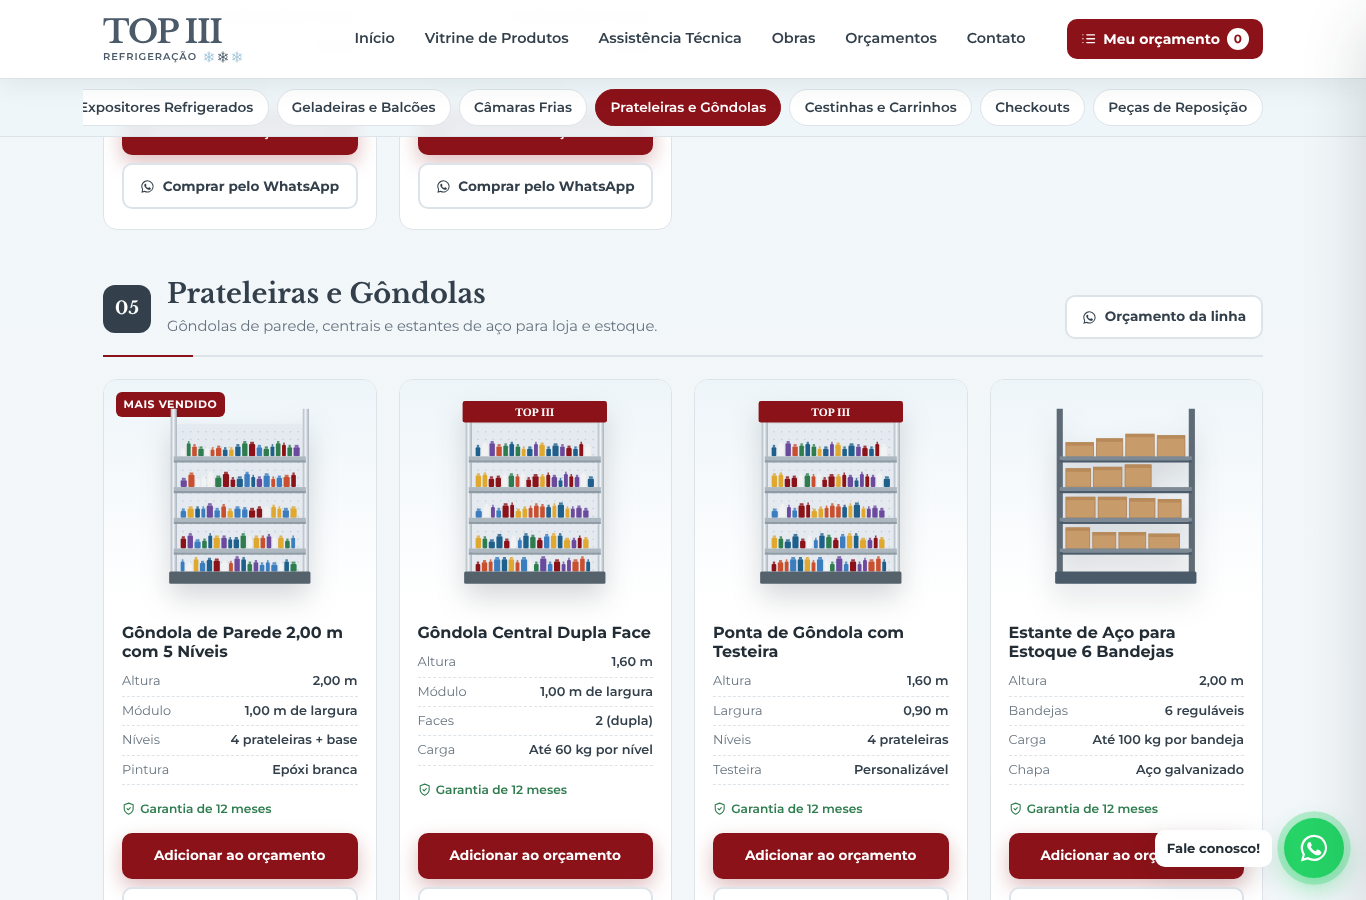 TOP III
REFRIGERAÇÃO
Início
Vitrine de Produtos
Assistência Técnica
Obras
Orçamentos
Contato
Meu orçamento 0
Expositores Refrigerados
Geladeiras e Balcões
Câmaras Frias
Prateleiras e Gôndolas
Cestinhas e Carrinhos
Checkouts
Peças de Reposição
Comprar pelo WhatsApp
Comprar pelo WhatsApp
05
Prateleiras e Gôndolas
Gôndolas de parede, centrais e estantes de aço para loja e estoque.
Orçamento da linha
MAIS VENDIDO
Gôndola de Parede 2,00 m
com 5 Níveis
Altura 2,00 m
Módulo 1,00 m de largura
Níveis 4 prateleiras + base
Pintura Epóxi branca
Garantia de 12 meses
Adicionar ao orçamento
TOP III
Gôndola Central Dupla Face
Altura 1,60 m
Módulo 1,00 m de largura
Faces 2 (dupla)
Carga Até 60 kg por nível
Garantia de 12 meses
Adicionar ao orçamento
TOP III
Ponta de Gôndola com
Testeira
Altura 1,60 m
Largura 0,90 m
Níveis 4 prateleiras
Testeira Personalizável
Garantia de 12 meses
Adicionar ao orçamento
Estante de Aço para
Estoque 6 Bandejas
Altura 2,00 m
Bandejas 6 reguláveis
Carga Até 100 kg por bandeja
Chapa Aço galvanizado
Garantia de 12 meses
Adicionar ao
Fale conosco!